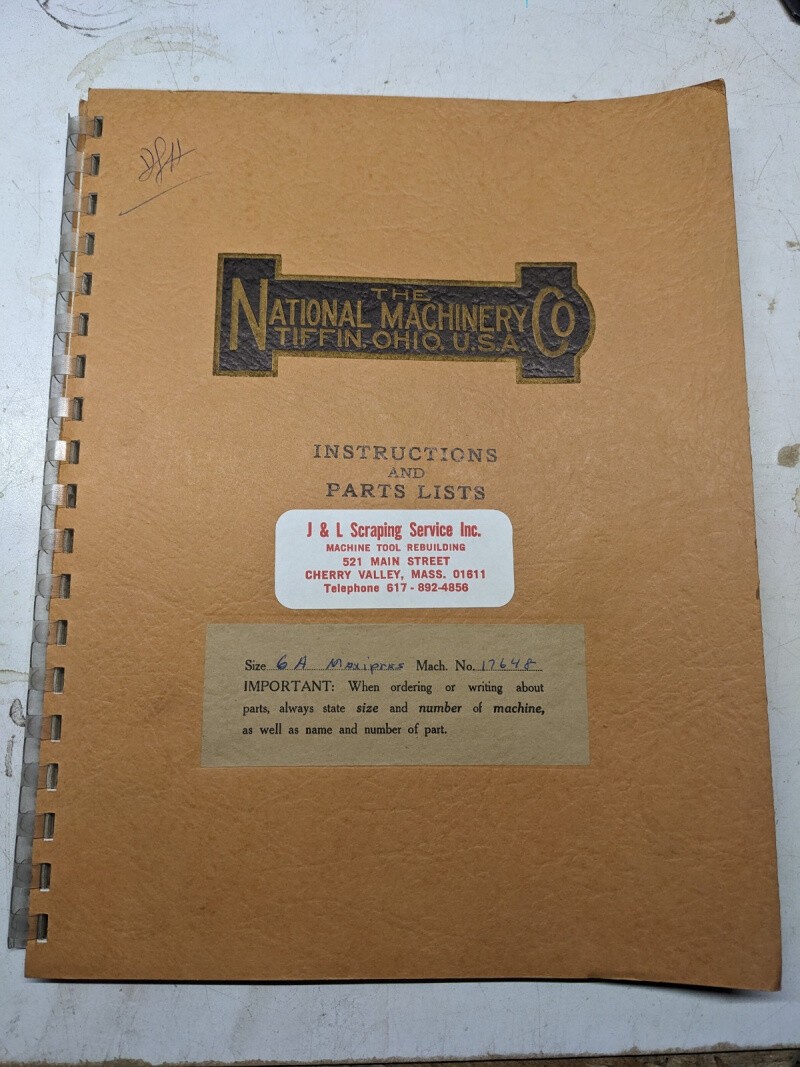 THE
NATIONAL MACHINERY CO
TIFFIN, OHIO, U.S.A.
INSTRUCTIONS
AND
PARTS LISTS
J & L Scraping Service Inc.
MACHINE TOOL REBUILDING
521 MAIN STREET
CHERRY VALLEY, MASS. 01611
Telephone 617 - 892-4856
Size 6A Maxipres Mach. No. 17648
IMPORTANT: When ordering or writing about
parts, always state size and number of machine,
as well as name and number of part.